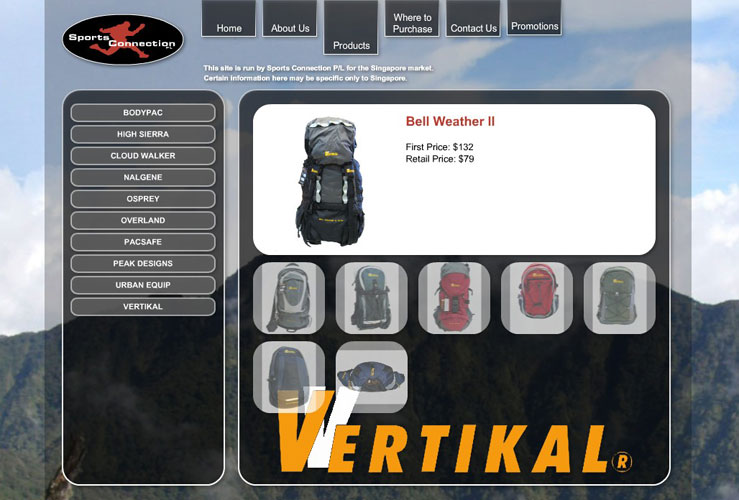 Sports
Connection
P/L
Home
About Us
Products
Where to
Purchase
Contact Us
Promotions
This site is run by Sports Connection P/L for the Singapore market.
Certain information here may be specific only to Singapore.
BODYPAC
HIGH SIERRA
CLOUD WALKER
NALGENE
OSPREY
OVERLAND
PACSAFE
PEAK DESIGNS
URBAN EQUIP
VERTIKAL
Bell Weather II
First Price: $132
Retail Price: $79
VERTIKAL®